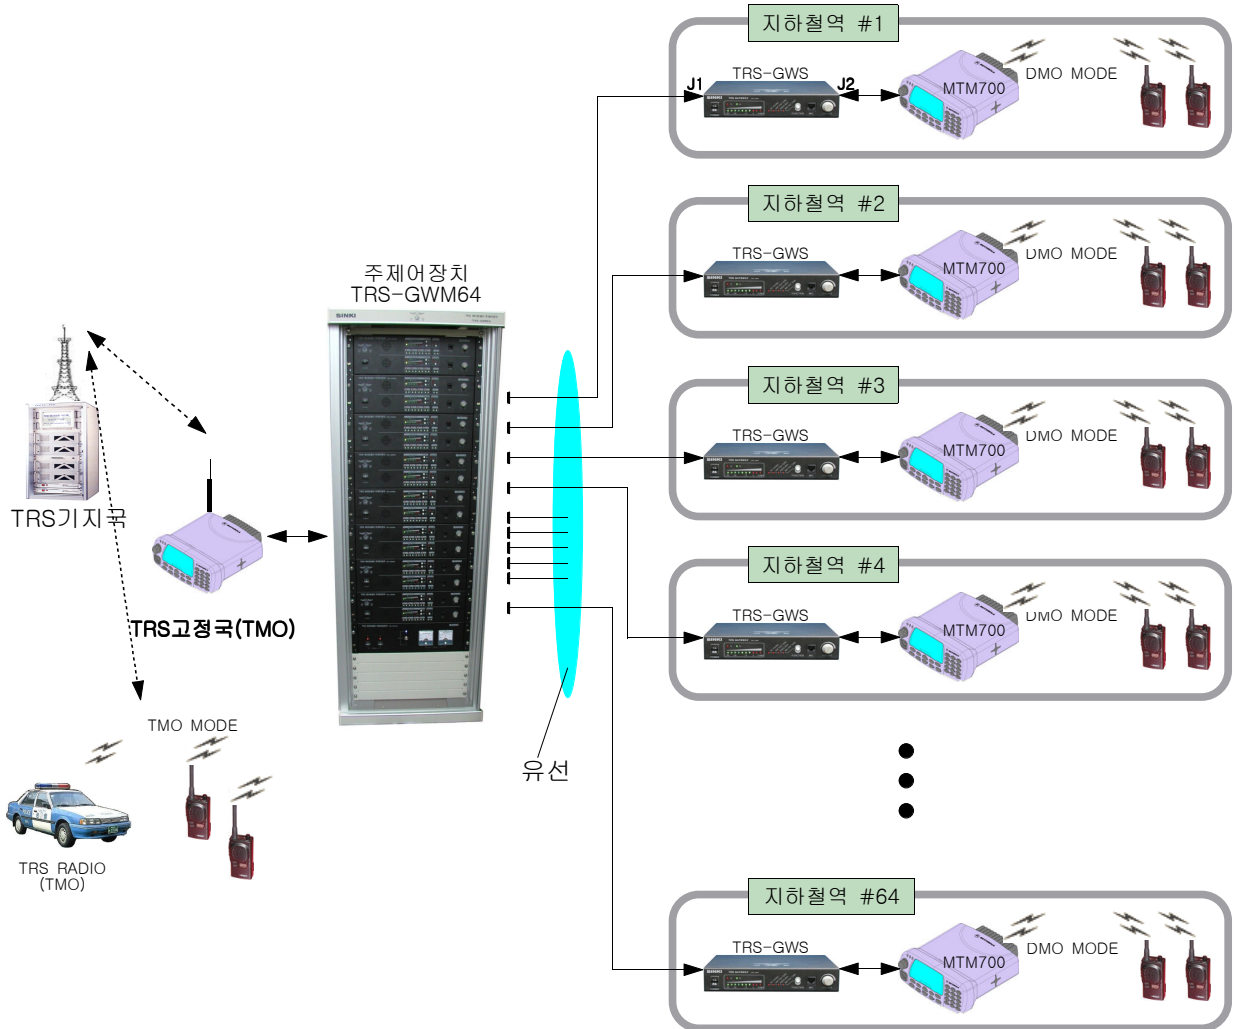 지하철역 #1
J1
TRS-GWS
J2
MTM700
DMO MODE
지하철역 #2
TRS-GWS
MTM700
DMO MODE
주제어장치
TRS-GWM64
SINKI
지하철역 #3
TRS-GWS
MTM700
DMO MODE
TRS기지국
지하철역 #4
TRS-GWS
MTM700
DMO MODE
TRS고정국(TMO)
TMO MODE
유선
TRS RADIO
(TMO)
지하철역 #64
TRS-GWS
MTM700
DMO MODE